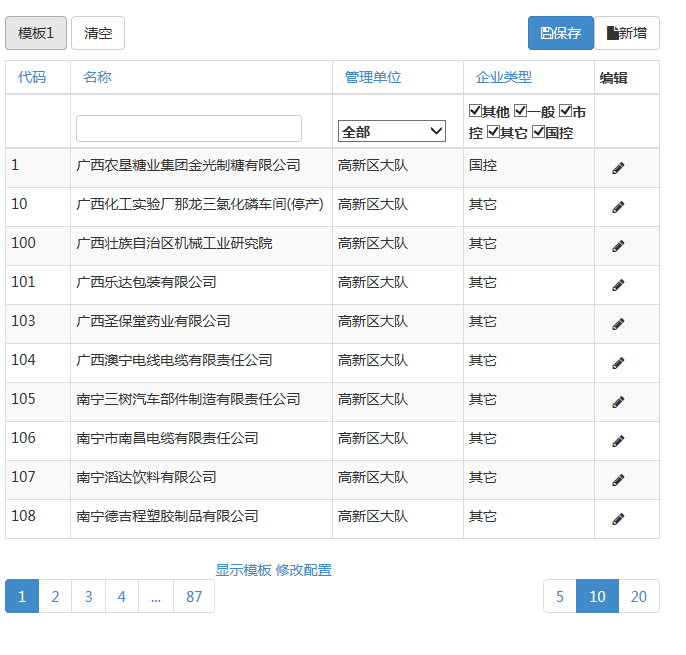 模板1 清空 保存 新增
代码 名称 管理单位 企业类型 编辑
全部 其他 一般 市控 其它 国控
1 广西农垦糖业集团金光制糖有限公司 高新区大队 国控
10 广西化工实验厂那龙三氯化磷车间(停产) 高新区大队 其它
100 广西壮族自治区机械工业研究院 高新区大队 其它
101 广西乐达包装有限公司 高新区大队 其它
103 广西圣保堂药业有限公司 高新区大队 其它
104 广西澳宁电线电缆有限责任公司 高新区大队 其它
105 南宁三树汽车部件制造有限责任公司 高新区大队 其它
106 南宁市南昌电缆有限责任公司 高新区大队 其它
107 南宁滔达饮料有限公司 高新区大队 其它
108 南宁德吉程塑胶制品有限公司 高新区大队 其它
显示模板 修改配置
1 2 3 4 ... 87 5 10 20